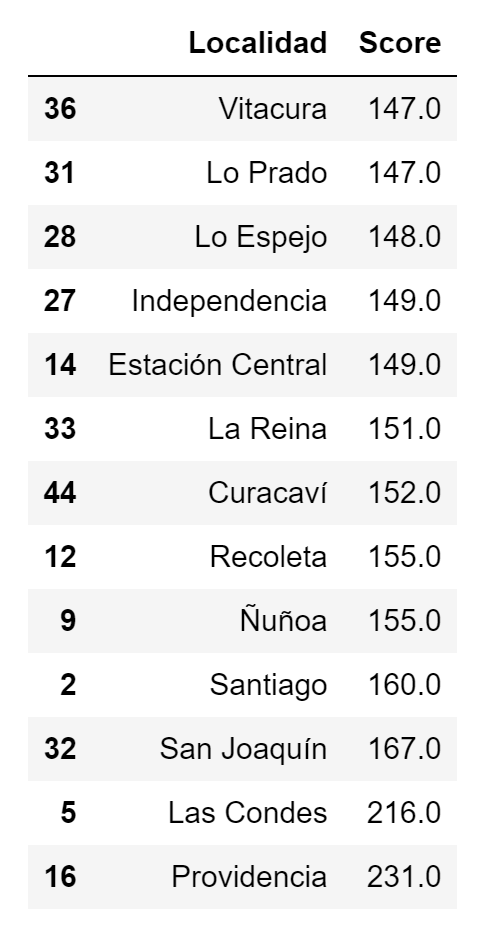 Localidad Score
36 Vitacura 147.0
31 Lo Prado 147.0
28 Lo Espejo 148.0
27 Independencia 149.0
14 Estación Central 149.0
33 La Reina 151.0
44 Curacaví 152.0
12 Recoleta 155.0
9 Ñuñoa 155.0
2 Santiago 160.0
32 San Joaquín 167.0
5 Las Condes 216.0
16 Providencia 231.0